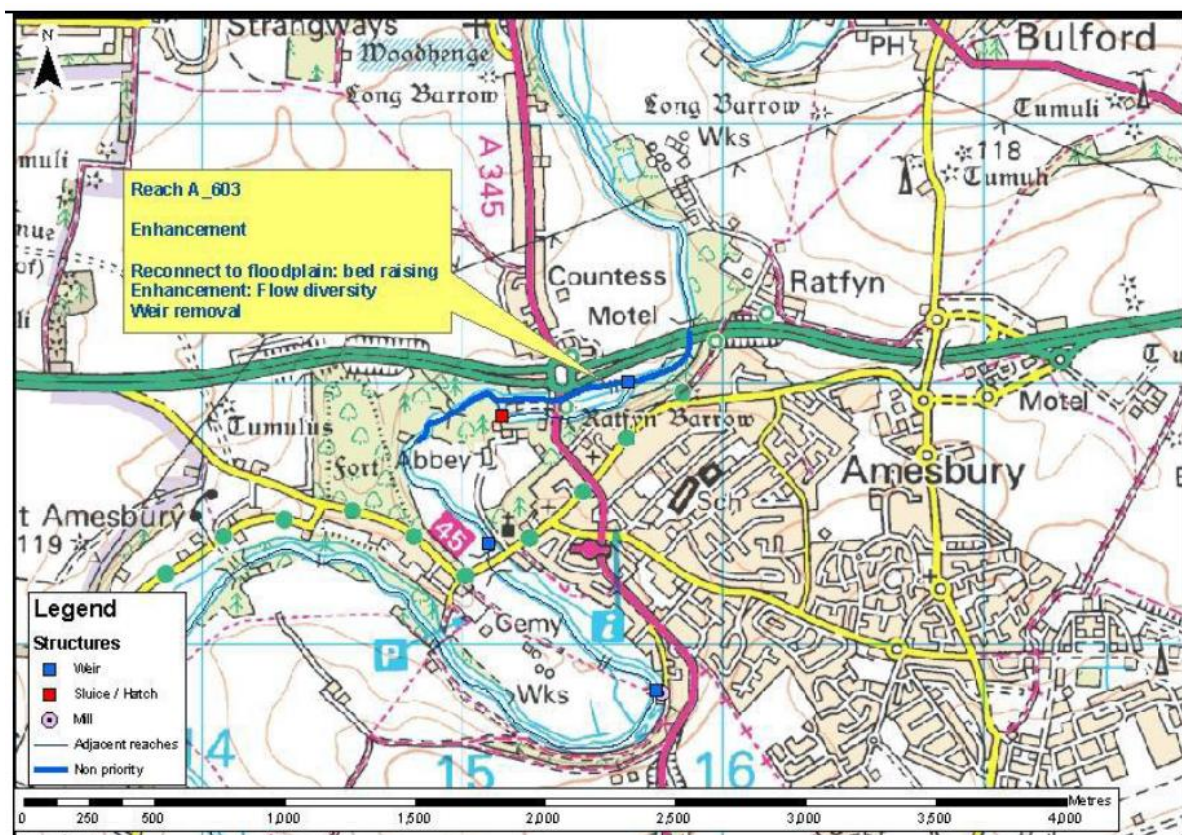 N
Strangways
Woodhenge
Long Barrow
PH
Bulford
Long Barrow
Wks
Tumuli
118
Tumuli
A 345
Reach A_603
Enhancement
Reconnect to floodplain: bed raising
Enhancement: Flow diversity
Weir removal
Countess
Motel
Ratfyn
Motel
Tumulus
Fort
Abbey
Ratfyn Barrow
Sch
Amesbury
t Amesbury
119
45
Gemy
P
i
Wks
14
15
16
Legend
Structures
Weir
Sluice / Hatch
Mill
Adjacent reaches
Non priority
0 250 500 1,000 1,500 2,000 2,500 3,000 3,500 4,000 Metres